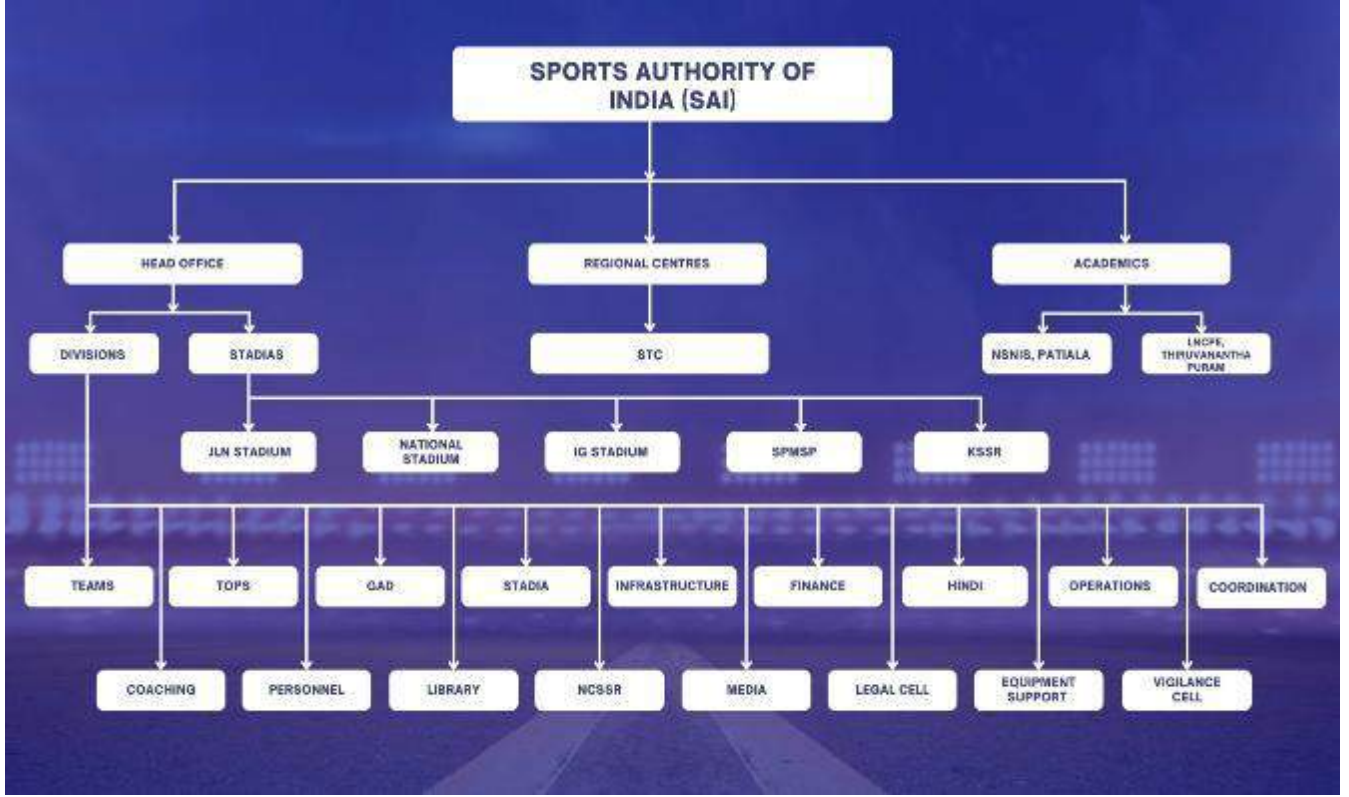 SPORTS AUTHORITY OF
INDIA (SAI)
HEAD OFFICE
REGIONAL CENTRES
ACADEMICS
DIVISIONS
STADIAS
STC
NSNIS, PATIALA
LNCPE,
THIRUVANANTHA
PURAM
JLN STADIUM
NATIONAL
STADIUM
IG STADIUM
SPMSP
KSSR
TEAMS
TOPS
GAD
STADIA
INFRASTRUCTURE
FINANCE
HINDI
OPERATIONS
COORDINATION
COACHING
PERSONNEL
LIBRARY
NCSSR
MEDIA
LEGAL CELL
EQUIPMENT
SUPPORT
VIGILANCE
CELL